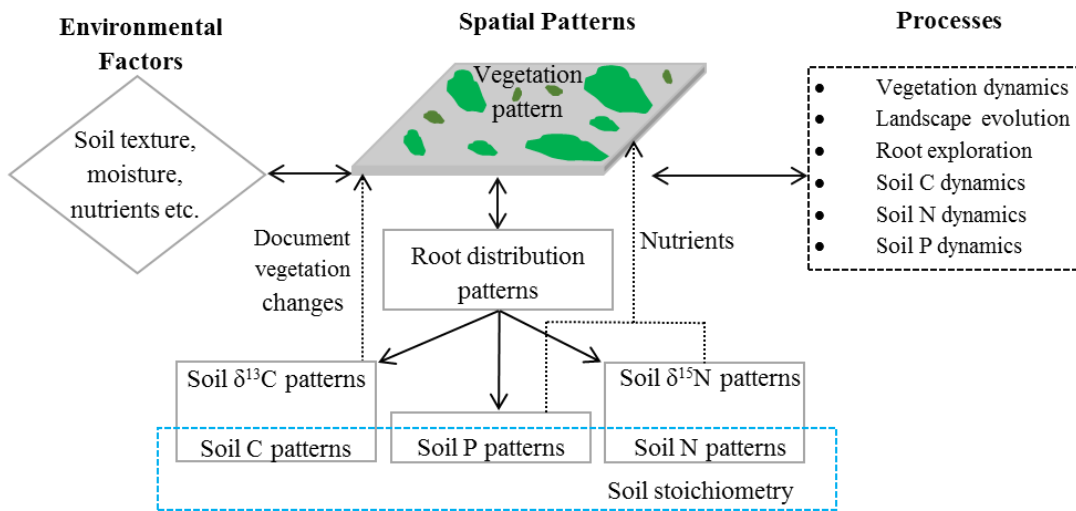 Environmental
Factors
Spatial Patterns
Processes
Soil texture,
moisture,
nutrients etc.
Vegetation
pattern
• Vegetation dynamics
• Landscape evolution
• Root exploration
• Soil C dynamics
• Soil N dynamics
• Soil P dynamics
Document
vegetation
changes
Root distribution
patterns
Nutrients
Soil δ¹³C patterns
Soil δ¹⁵N patterns
Soil C patterns
Soil P patterns
Soil N patterns
Soil stoichiometry